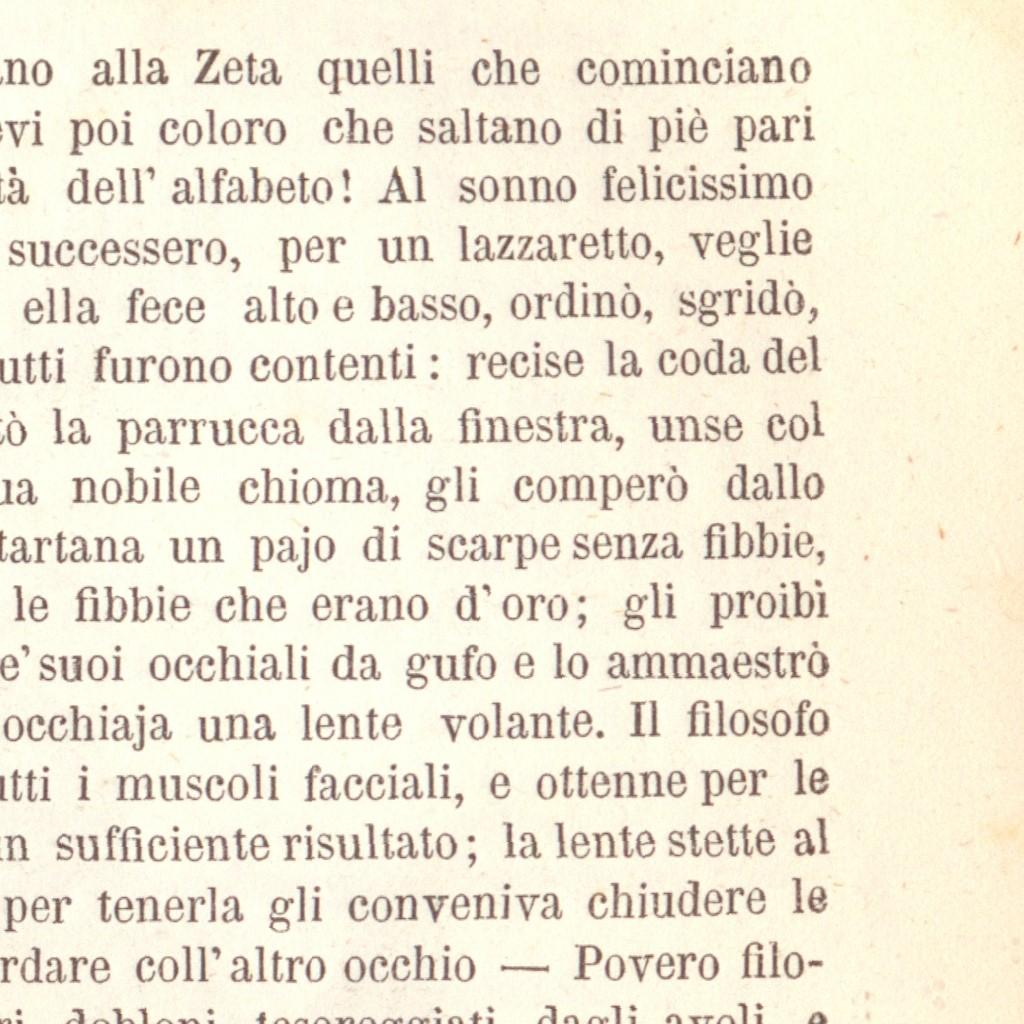 alla Zeta quelli che cominciano
poi coloro che saltano di piè pari
dell' alfabeto! Al sonno felicissimo
successero, per un lazzaretto, veglie
ella fece alto e basso, ordinò, sgridò,
utti furono contenti: recise la coda del
la parrucca dalla finestra, unse col
nobile chioma, gli comperò dallo
tartana un pajo di scarpe senza fibbie,
le fibbie che erano d'oro; gli proibì
e' suoi occhiali da gufo e lo ammaestrò
occhiaja una lente volante. Il filosofo
i muscoli facciali, e ottenne per le
sufficiente risultato; la lente stette al
per tenerla gli conveniva chiudere le
rdare coll' altro occhio — Povero filo-